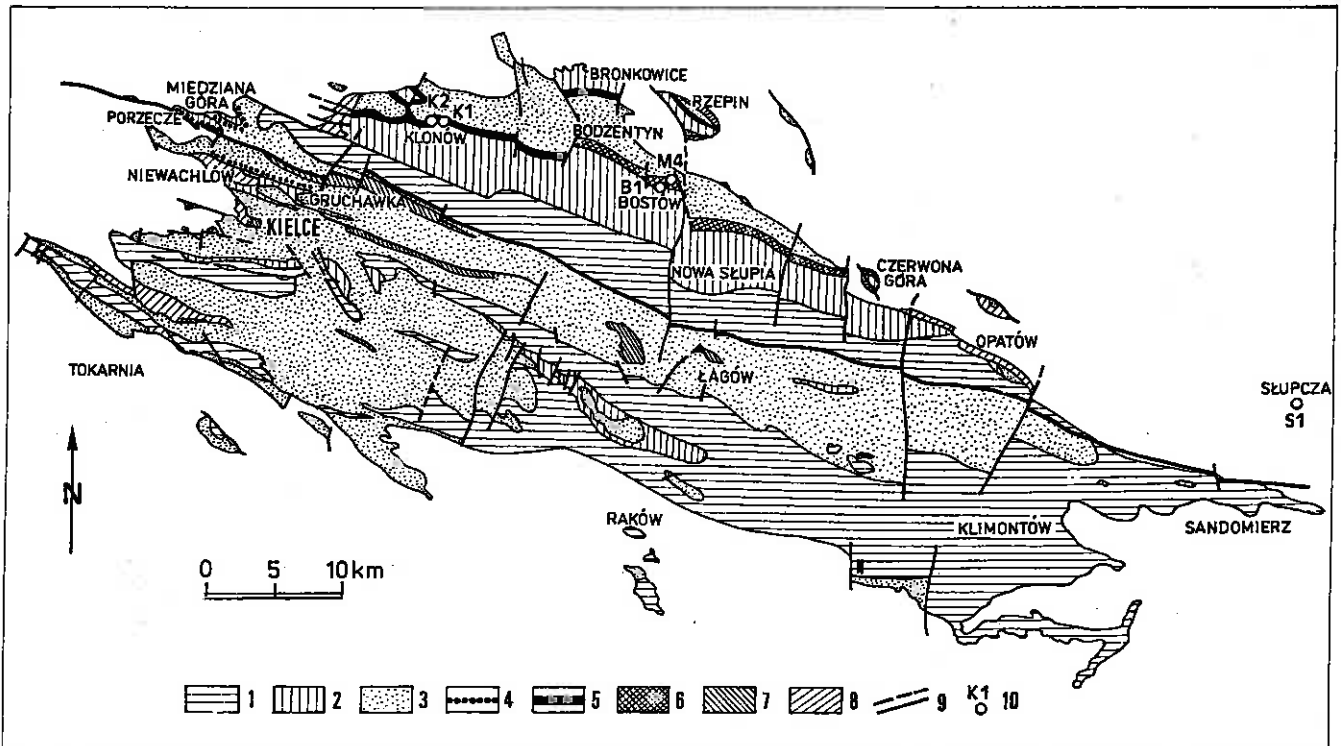 BRONKOWICE
MIEDZIANA
GÓRA
K2
K1
RZEPIN
PORZECZE
KLONÓW
BODZENTYN
M4
NIEWACHLÓW
B1
BOSTÓW
GRUCHAWKA
KIELCE
NOWA SŁUPIA
CZERWONA
GÓRA
OPATÓW
TOKARNIA
ŁAGÓW
SŁUPCZA
S1
N
RAKÓW
KLIMONTÓW
SANDOMIERZ
0 5 10 km
1 2 3 4 5 6 7 8 9 K1 10